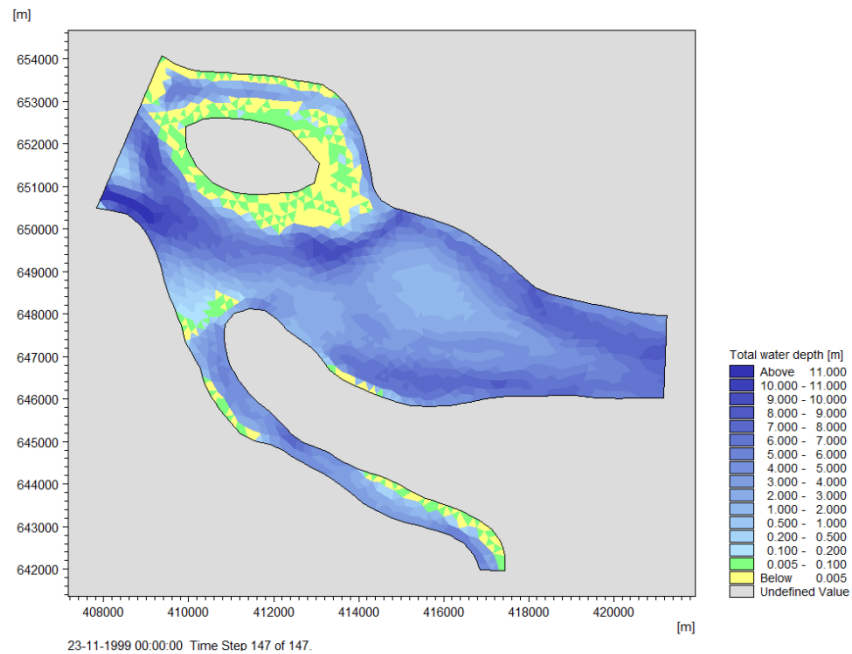 [m]
654000
653000
652000
651000
650000
649000
648000
647000
646000
645000
644000
643000
642000
408000 410000 412000 414000 416000 418000 420000
[m]
23-11-1999 00:00:00 Time Step 147 of 147.
Total water depth [m]
Above 11.000
10.000 - 11.000
9.000 - 10.000
8.000 - 9.000
7.000 - 8.000
6.000 - 7.000
5.000 - 6.000
4.000 - 5.000
3.000 - 4.000
2.000 - 3.000
1.000 - 2.000
0.500 - 1.000
0.200 - 0.500
0.100 - 0.200
0.005 - 0.100
Below 0.005
Undefined Value